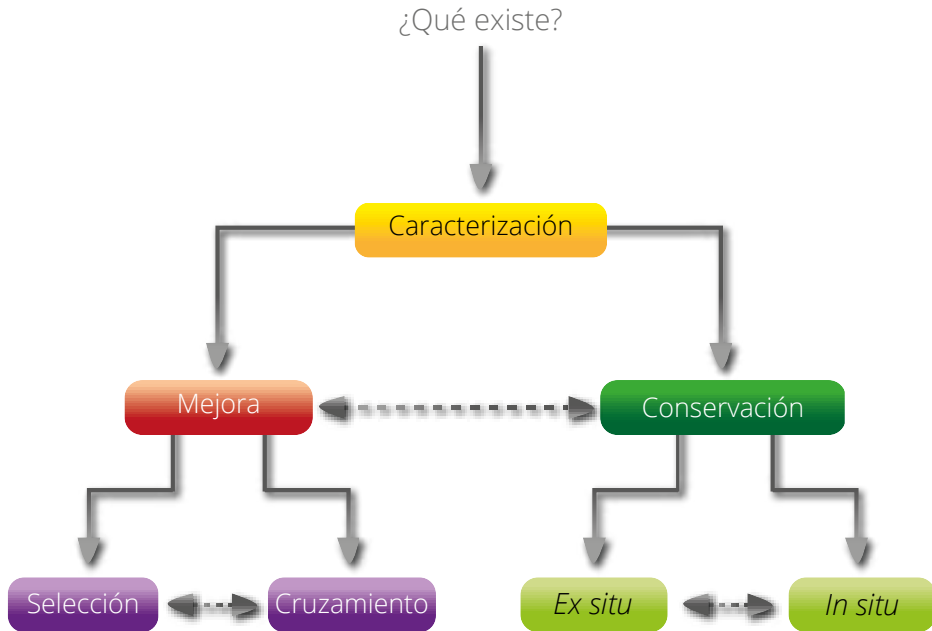 ¿Qué existe?
Caracterización
Mejora
Conservación
Selección
Cruzamiento
Ex situ
In situ